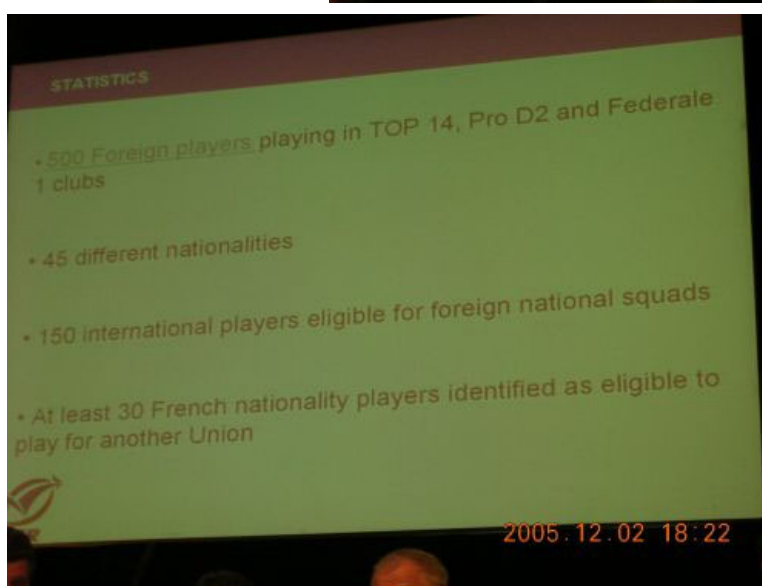 STATISTICS
• 500 Foreign players playing in TOP 14, Pro D2 and Federale
1 clubs
• 45 different nationalities
• 150 international players eligible for foreign national squads
• At least 30 French nationality players identified as eligible to
play for another Union
2005.12.02 18:22